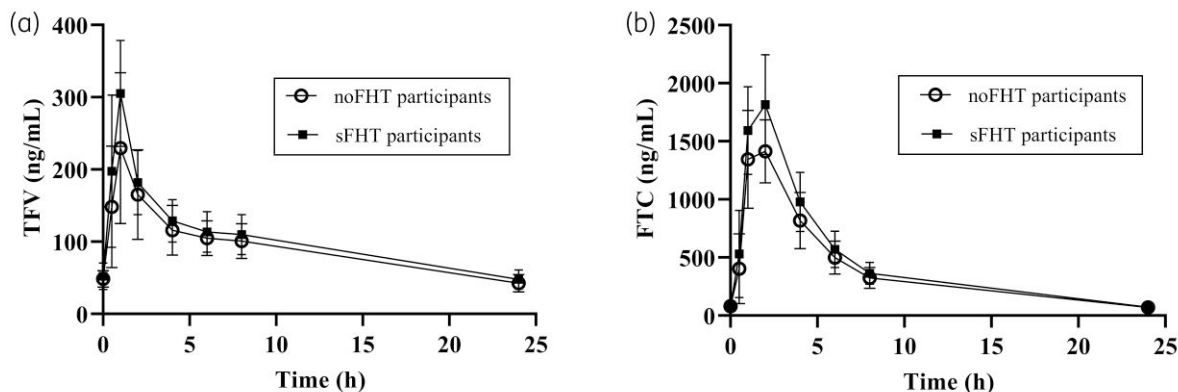 (a)
TFV (ng/mL)
400
300
200
100
0
noFHT participants
sFHT participants
0 5 10 15 20 25
Time (h)
(b)
FTC (ng/mL)
2500
2000
1500
1000
500
0
noFHT participants
sFHT participants
0 5 10 15 20 25
Time (h)